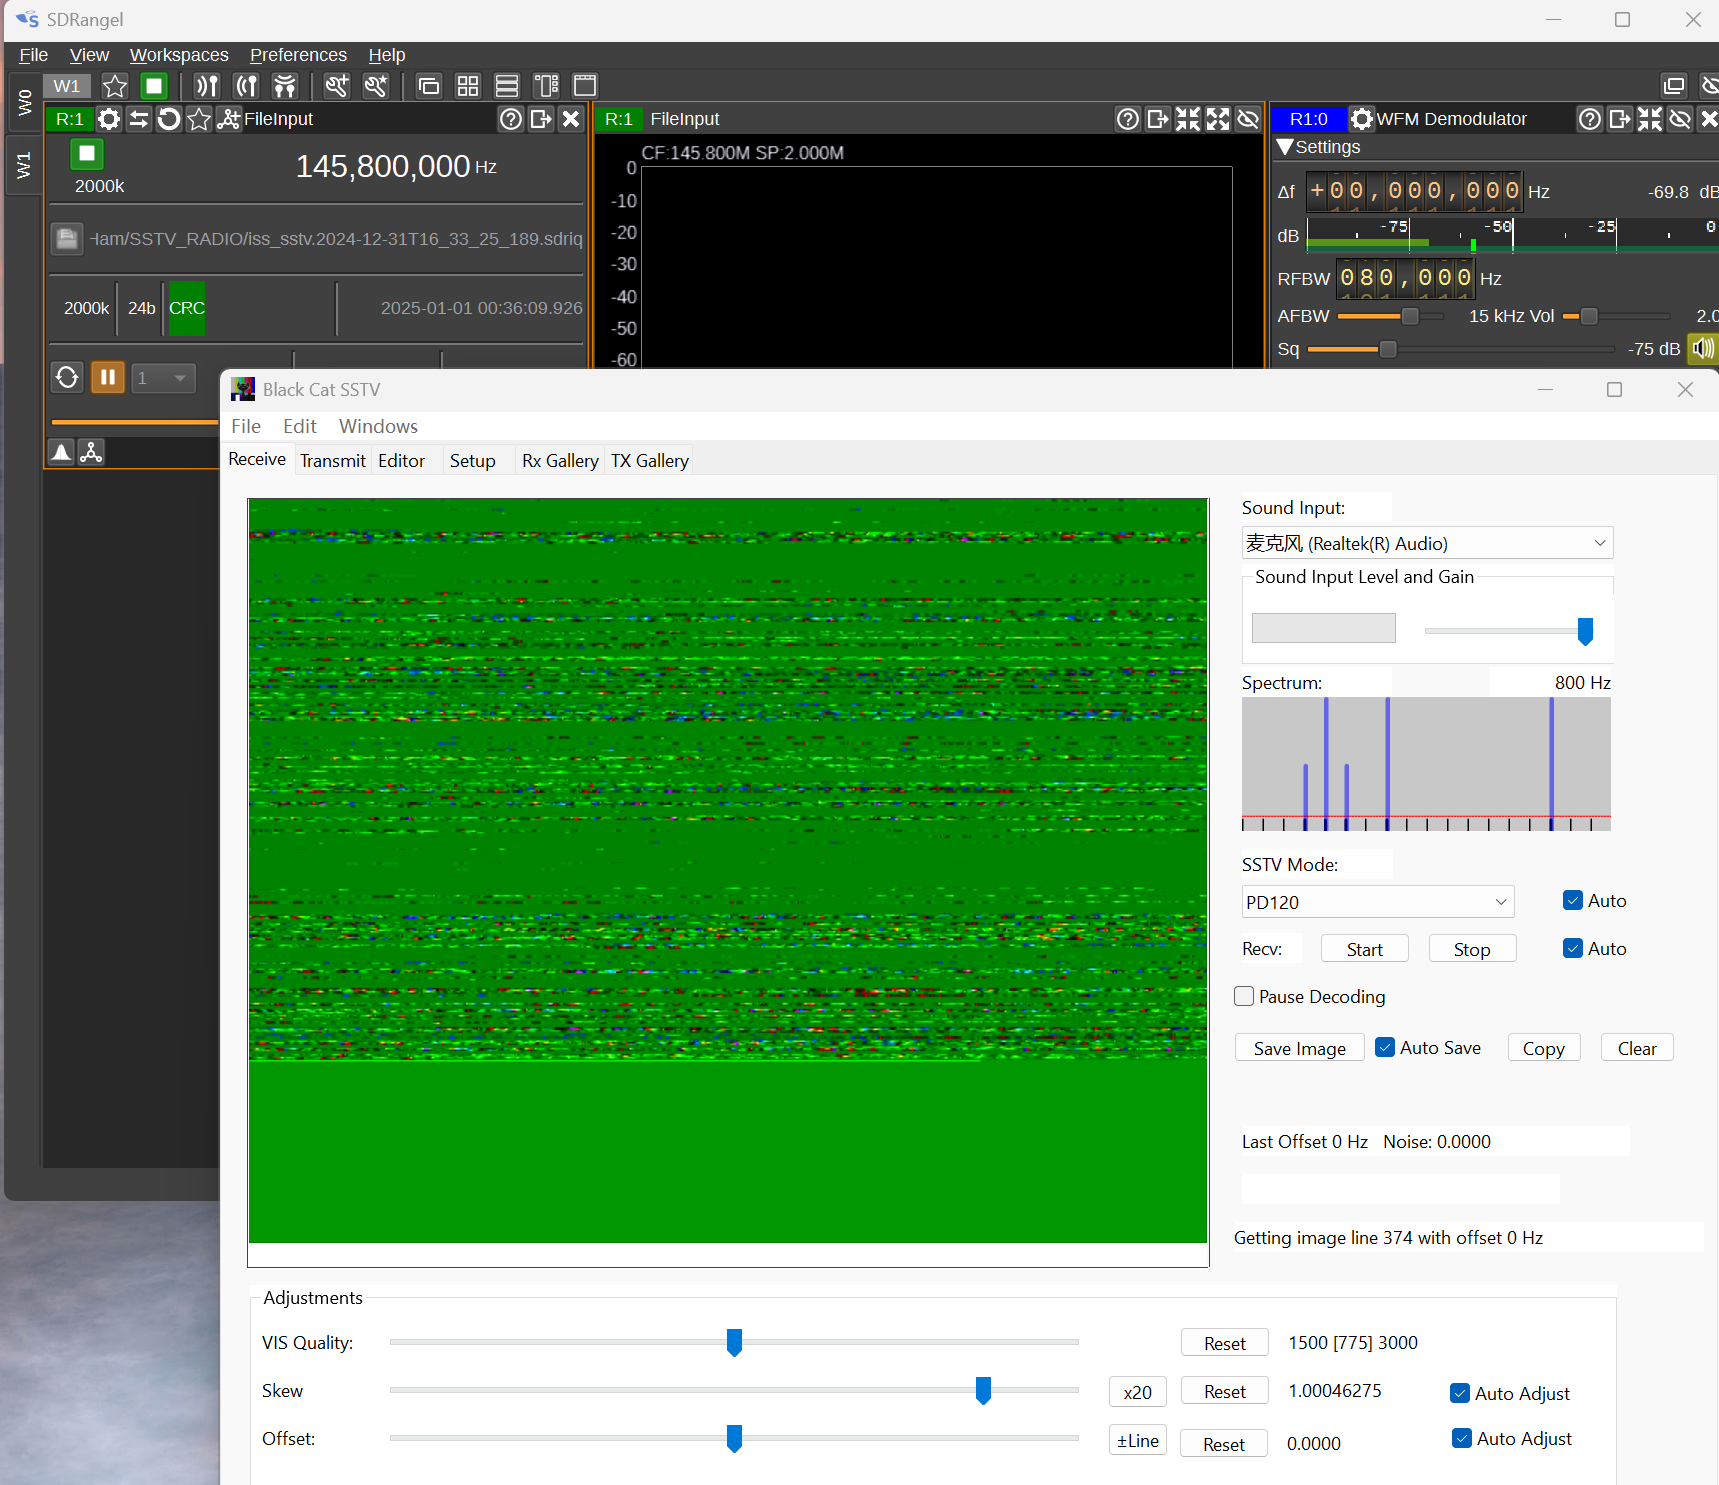 SDRangel
File View Workspaces Preferences Help
W0
W1
W1
R:1 FileInput
145,800,000 Hz
2000k
-lam/SSTV_RADIO/iss_sstv.2024-12-31T16_33_25_189.sdriq
2000k 24b CRC 2025-01-01 00:36:09.926
1
R:1 FileInput
CF:145.800M SP:2.000M
0
-10
-20
-30
-40
-50
-60
R1:0 WFM Demodulator
Settings
Δf +00,000,000 Hz -69.8 dB
dB -75 -50 -25 0
RFBW 080,000 Hz
AFBW 15 kHz Vol 2.0
Sq -75 dB
Black Cat SSTV
File Edit Windows
Receive Transmit Editor Setup Rx Gallery TX Gallery
Sound Input:
麦克风 (Realtek(R) Audio)
Sound Input Level and Gain
Spectrum: 800 Hz
SSTV Mode:
PD120 Auto
Recv: Start Stop Auto
Pause Decoding
Save Image Auto Save Copy Clear
Last Offset 0 Hz Noise: 0.0000
Getting image line 374 with offset 0 Hz
Adjustments
VIS Quality: Reset 1500 [775] 3000
Skew x20 Reset 1.00046275 Auto Adjust
Offset: ±Line Reset 0.0000 Auto Adjust